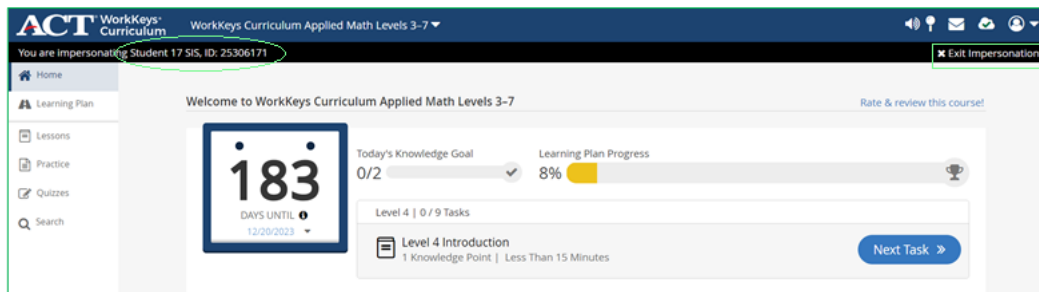 ACT® WorkKeys® Curriculum
WorkKeys Curriculum Applied Math Levels 3–7
You are impersonating Student 17 SIS, ID: 25306171
✖ Exit Impersonation
Home
Learning Plan
Lessons
Practice
Quizzes
Search
Welcome to WorkKeys Curriculum Applied Math Levels 3–7
Rate & review this course!
183
DAYS UNTIL
12/20/2023
Today's Knowledge Goal
0/2
Learning Plan Progress
8%
Level 4 | 0 / 9 Tasks
Level 4 Introduction
1 Knowledge Point | Less Than 15 Minutes
Next Task »